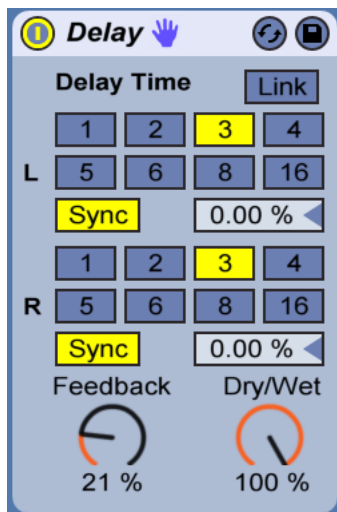 Delay
Delay Time
Link
1 2 3 4
L 5 6 8 16
Sync 0.00 %
1 2 3 4
R 5 6 8 16
Sync 0.00 %
Feedback Dry/Wet
21 % 100 %